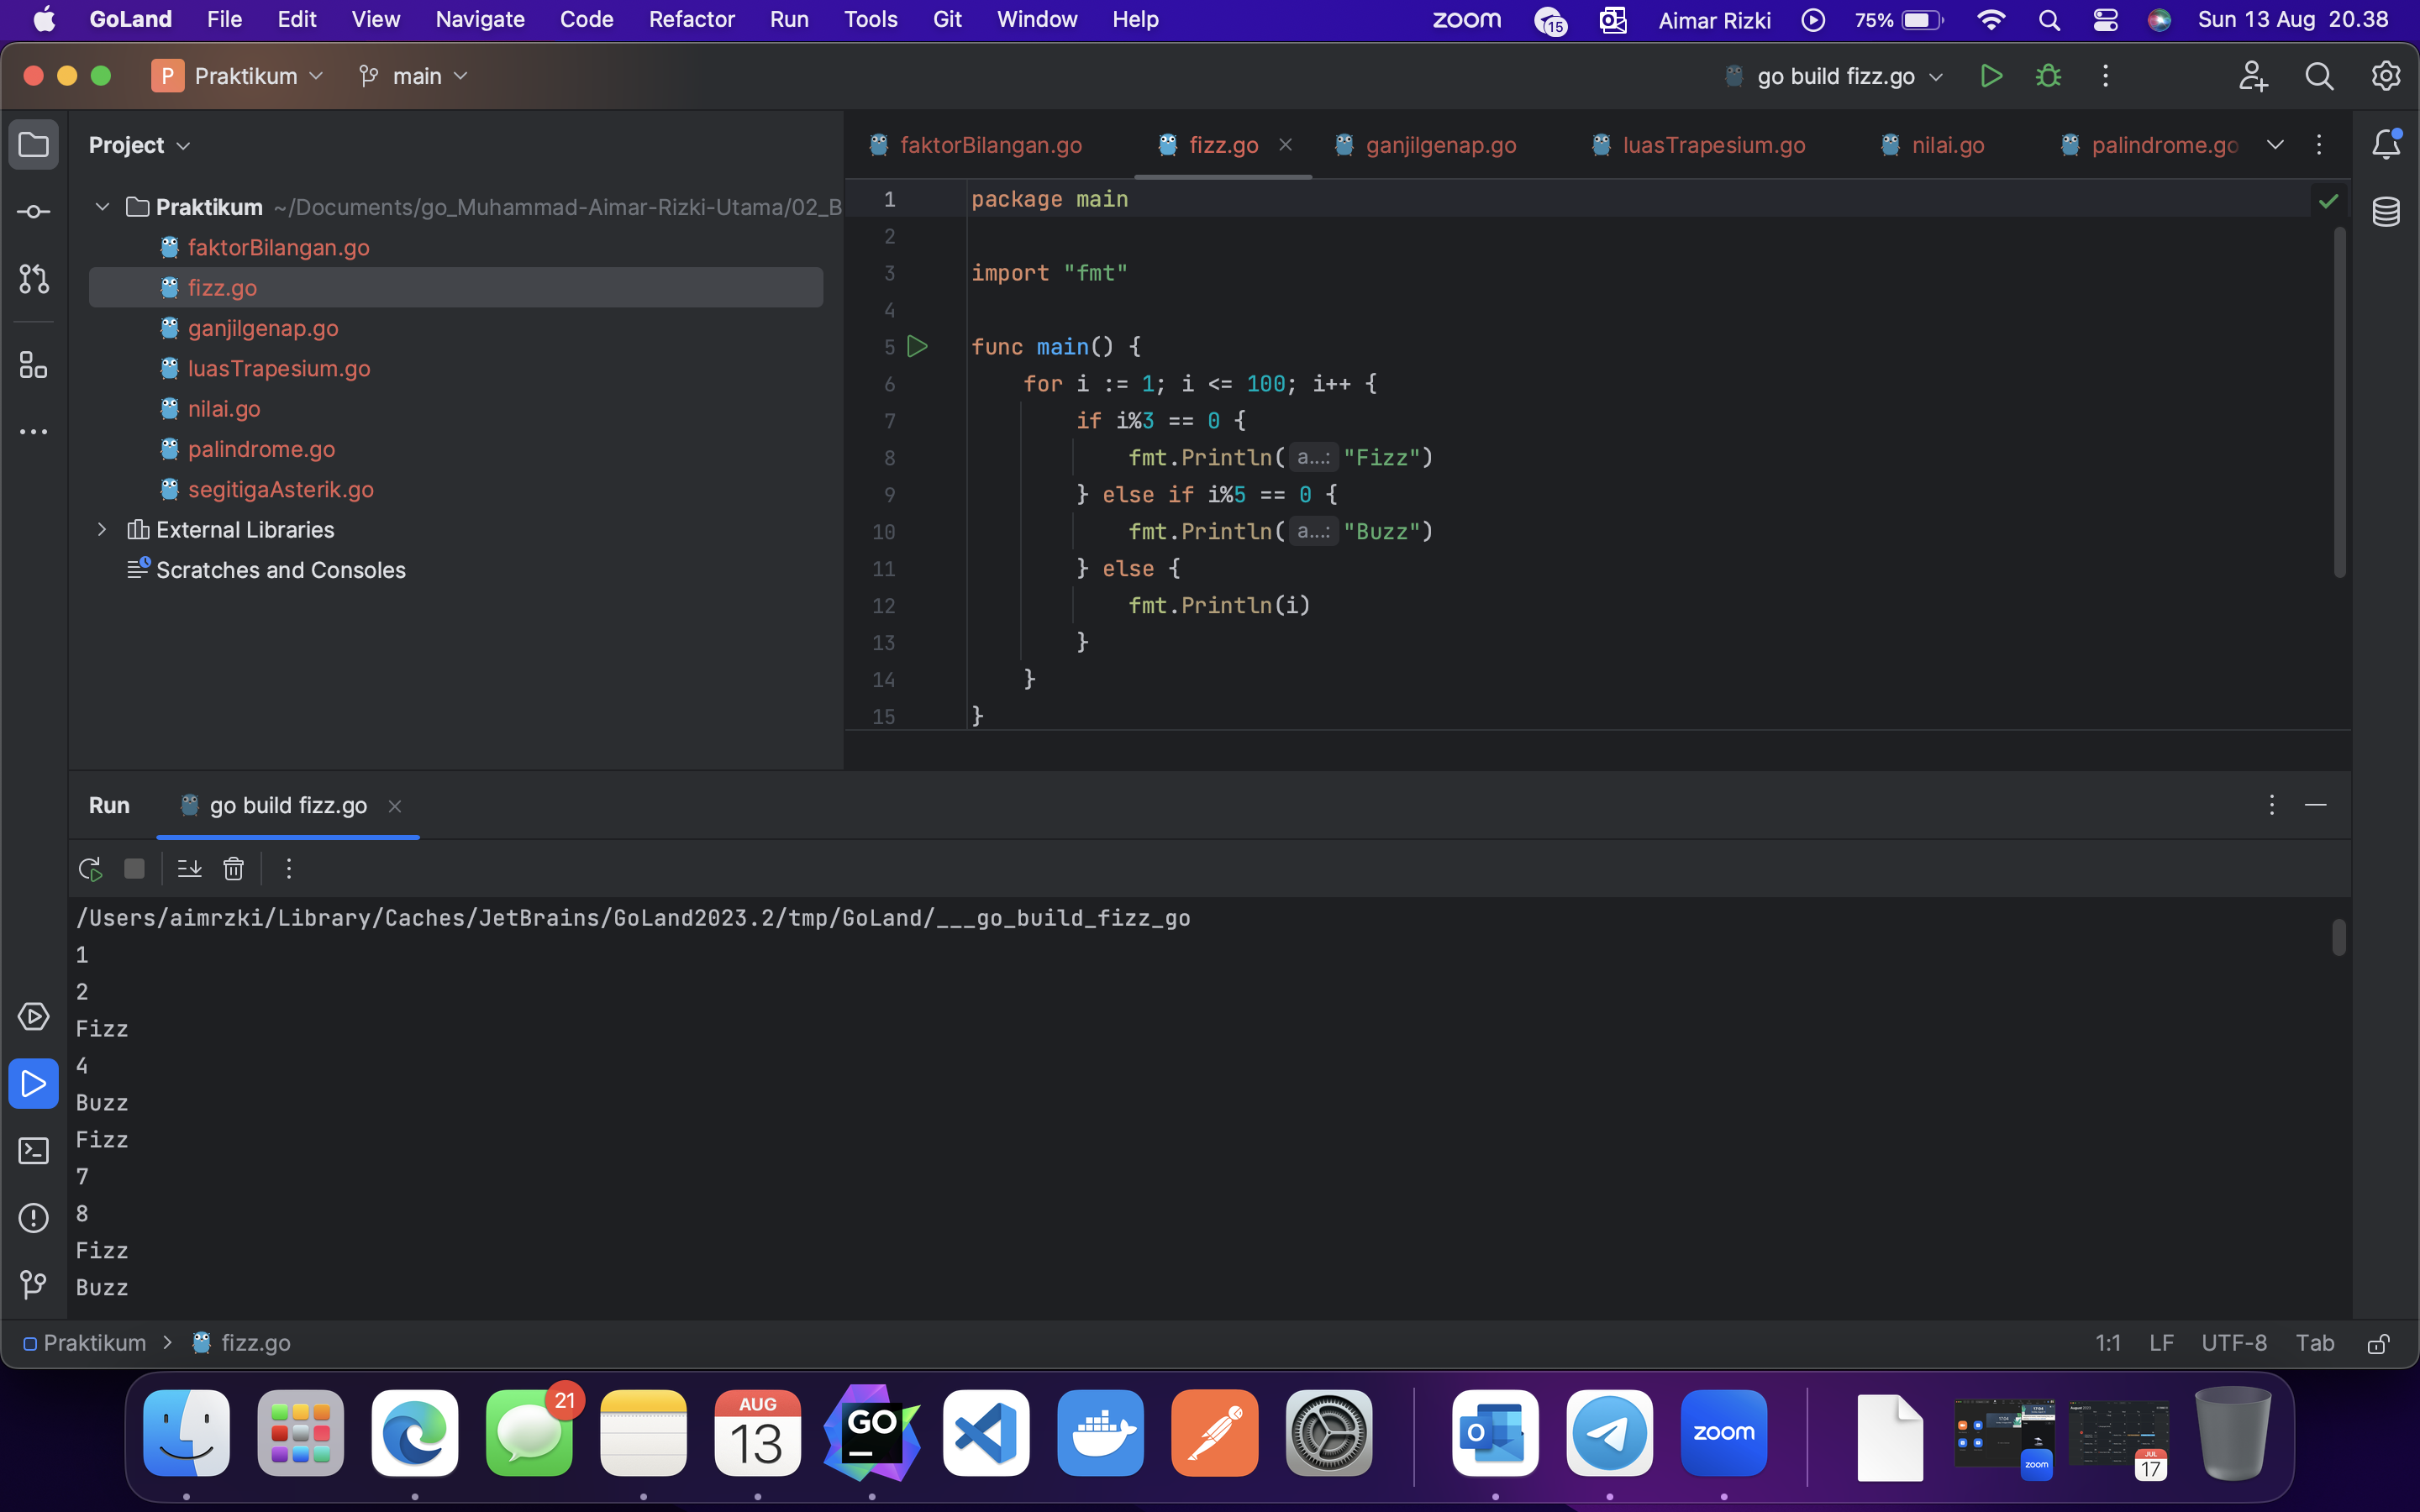 GoLand File Edit View Navigate Code Refactor Run Tools Git Window Help zoom 15 Aimar Rizki 75% Sun 13 Aug 20.38
P Praktikum main go build fizz.go
Project
faktorBilangan.go fizz.go ganjilgenap.go luasTrapesium.go nilai.go palindrome.go
Praktikum ~/Documents/go_Muhammad-Aimar-Rizki-Utama/02_B
faktorBilangan.go
fizz.go
ganjilgenap.go
luasTrapesium.go
nilai.go
palindrome.go
segitigaAsterik.go
External Libraries
Scratches and Consoles
1 package main
2
3 import "fmt"
4
5 func main() {
6 for i := 1; i <= 100; i++ {
7 if i%3 == 0 {
8 fmt.Println( a...: "Fizz")
9 } else if i%5 == 0 {
10 fmt.Println( a...: "Buzz")
11 } else {
12 fmt.Println(i)
13 }
14 }
15 }
Run go build fizz.go
/Users/aimrzki/Library/Caches/JetBrains/GoLand2023.2/tmp/GoLand/___go_build_fizz_go
1
2
Fizz
4
Buzz
Fizz
7
8
Fizz
Buzz
Praktikum > fizz.go 1:1 LF UTF-8 Tab
21
AUG
13
GO
O
zoom
zoom
JUL
17